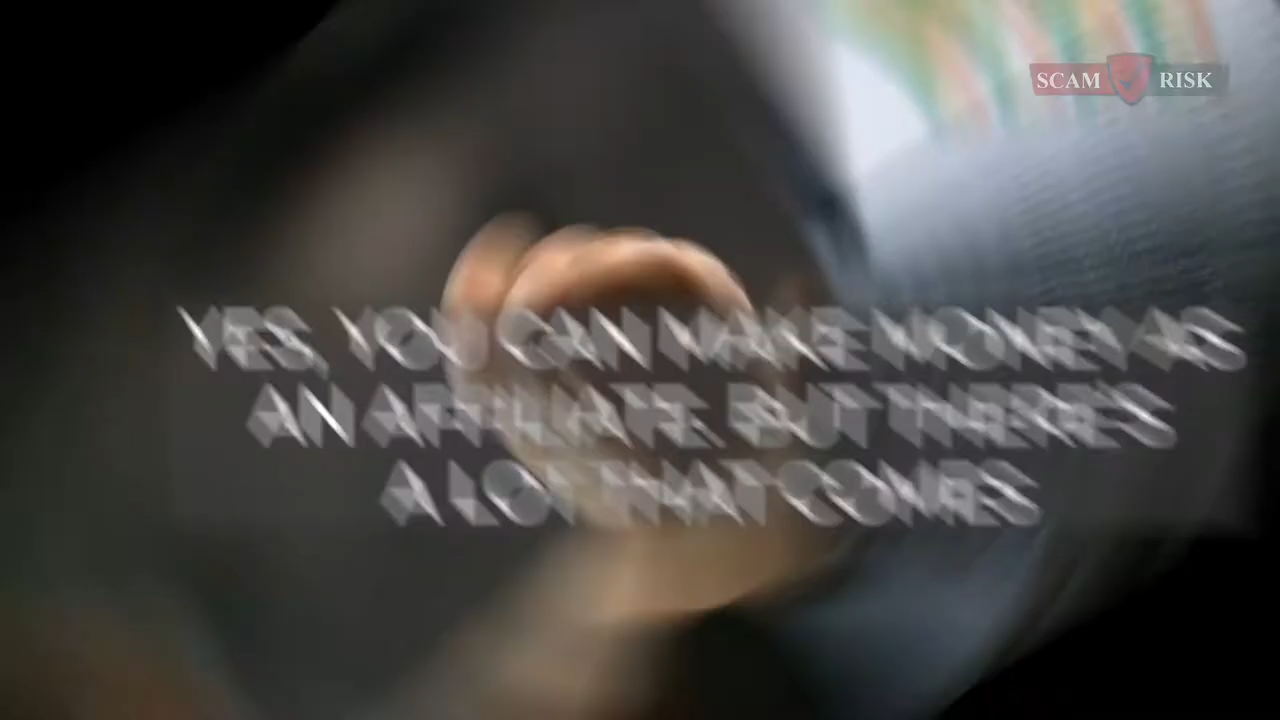 SCAM RISK
YES, YOU CAN MAKE MONEY AS
AN AFFILIATE, BUT THERE'S
A LOT THAT COMES